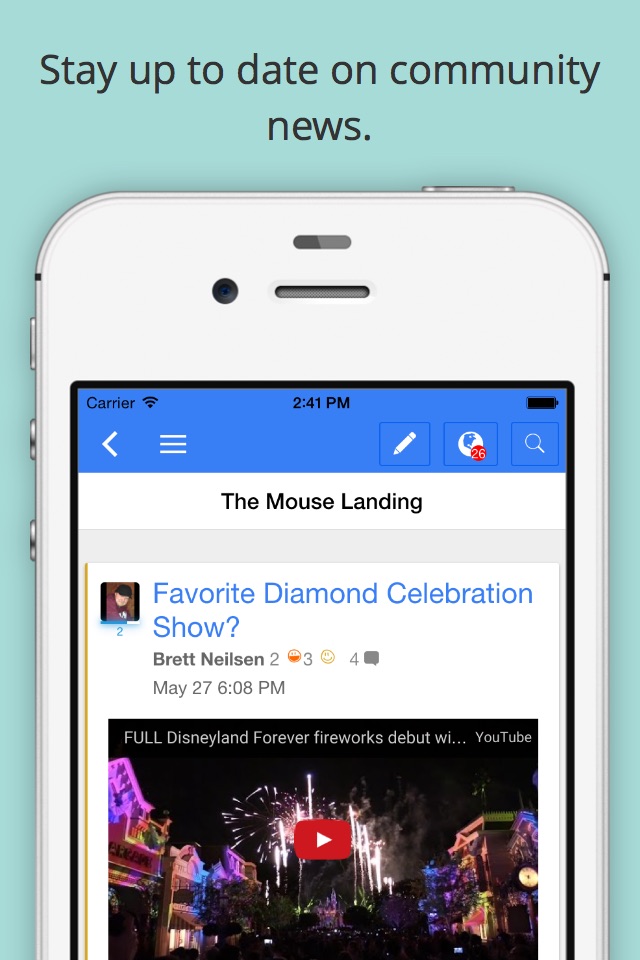 Stay up to date on community
news.
Carrier 2:41 PM
26
The Mouse Landing
Favorite Diamond Celebration
Show?
2
Brett Neilsen 2 3 4
May 27 6:08 PM
FULL Disneyland Forever fireworks debut wi... YouTube